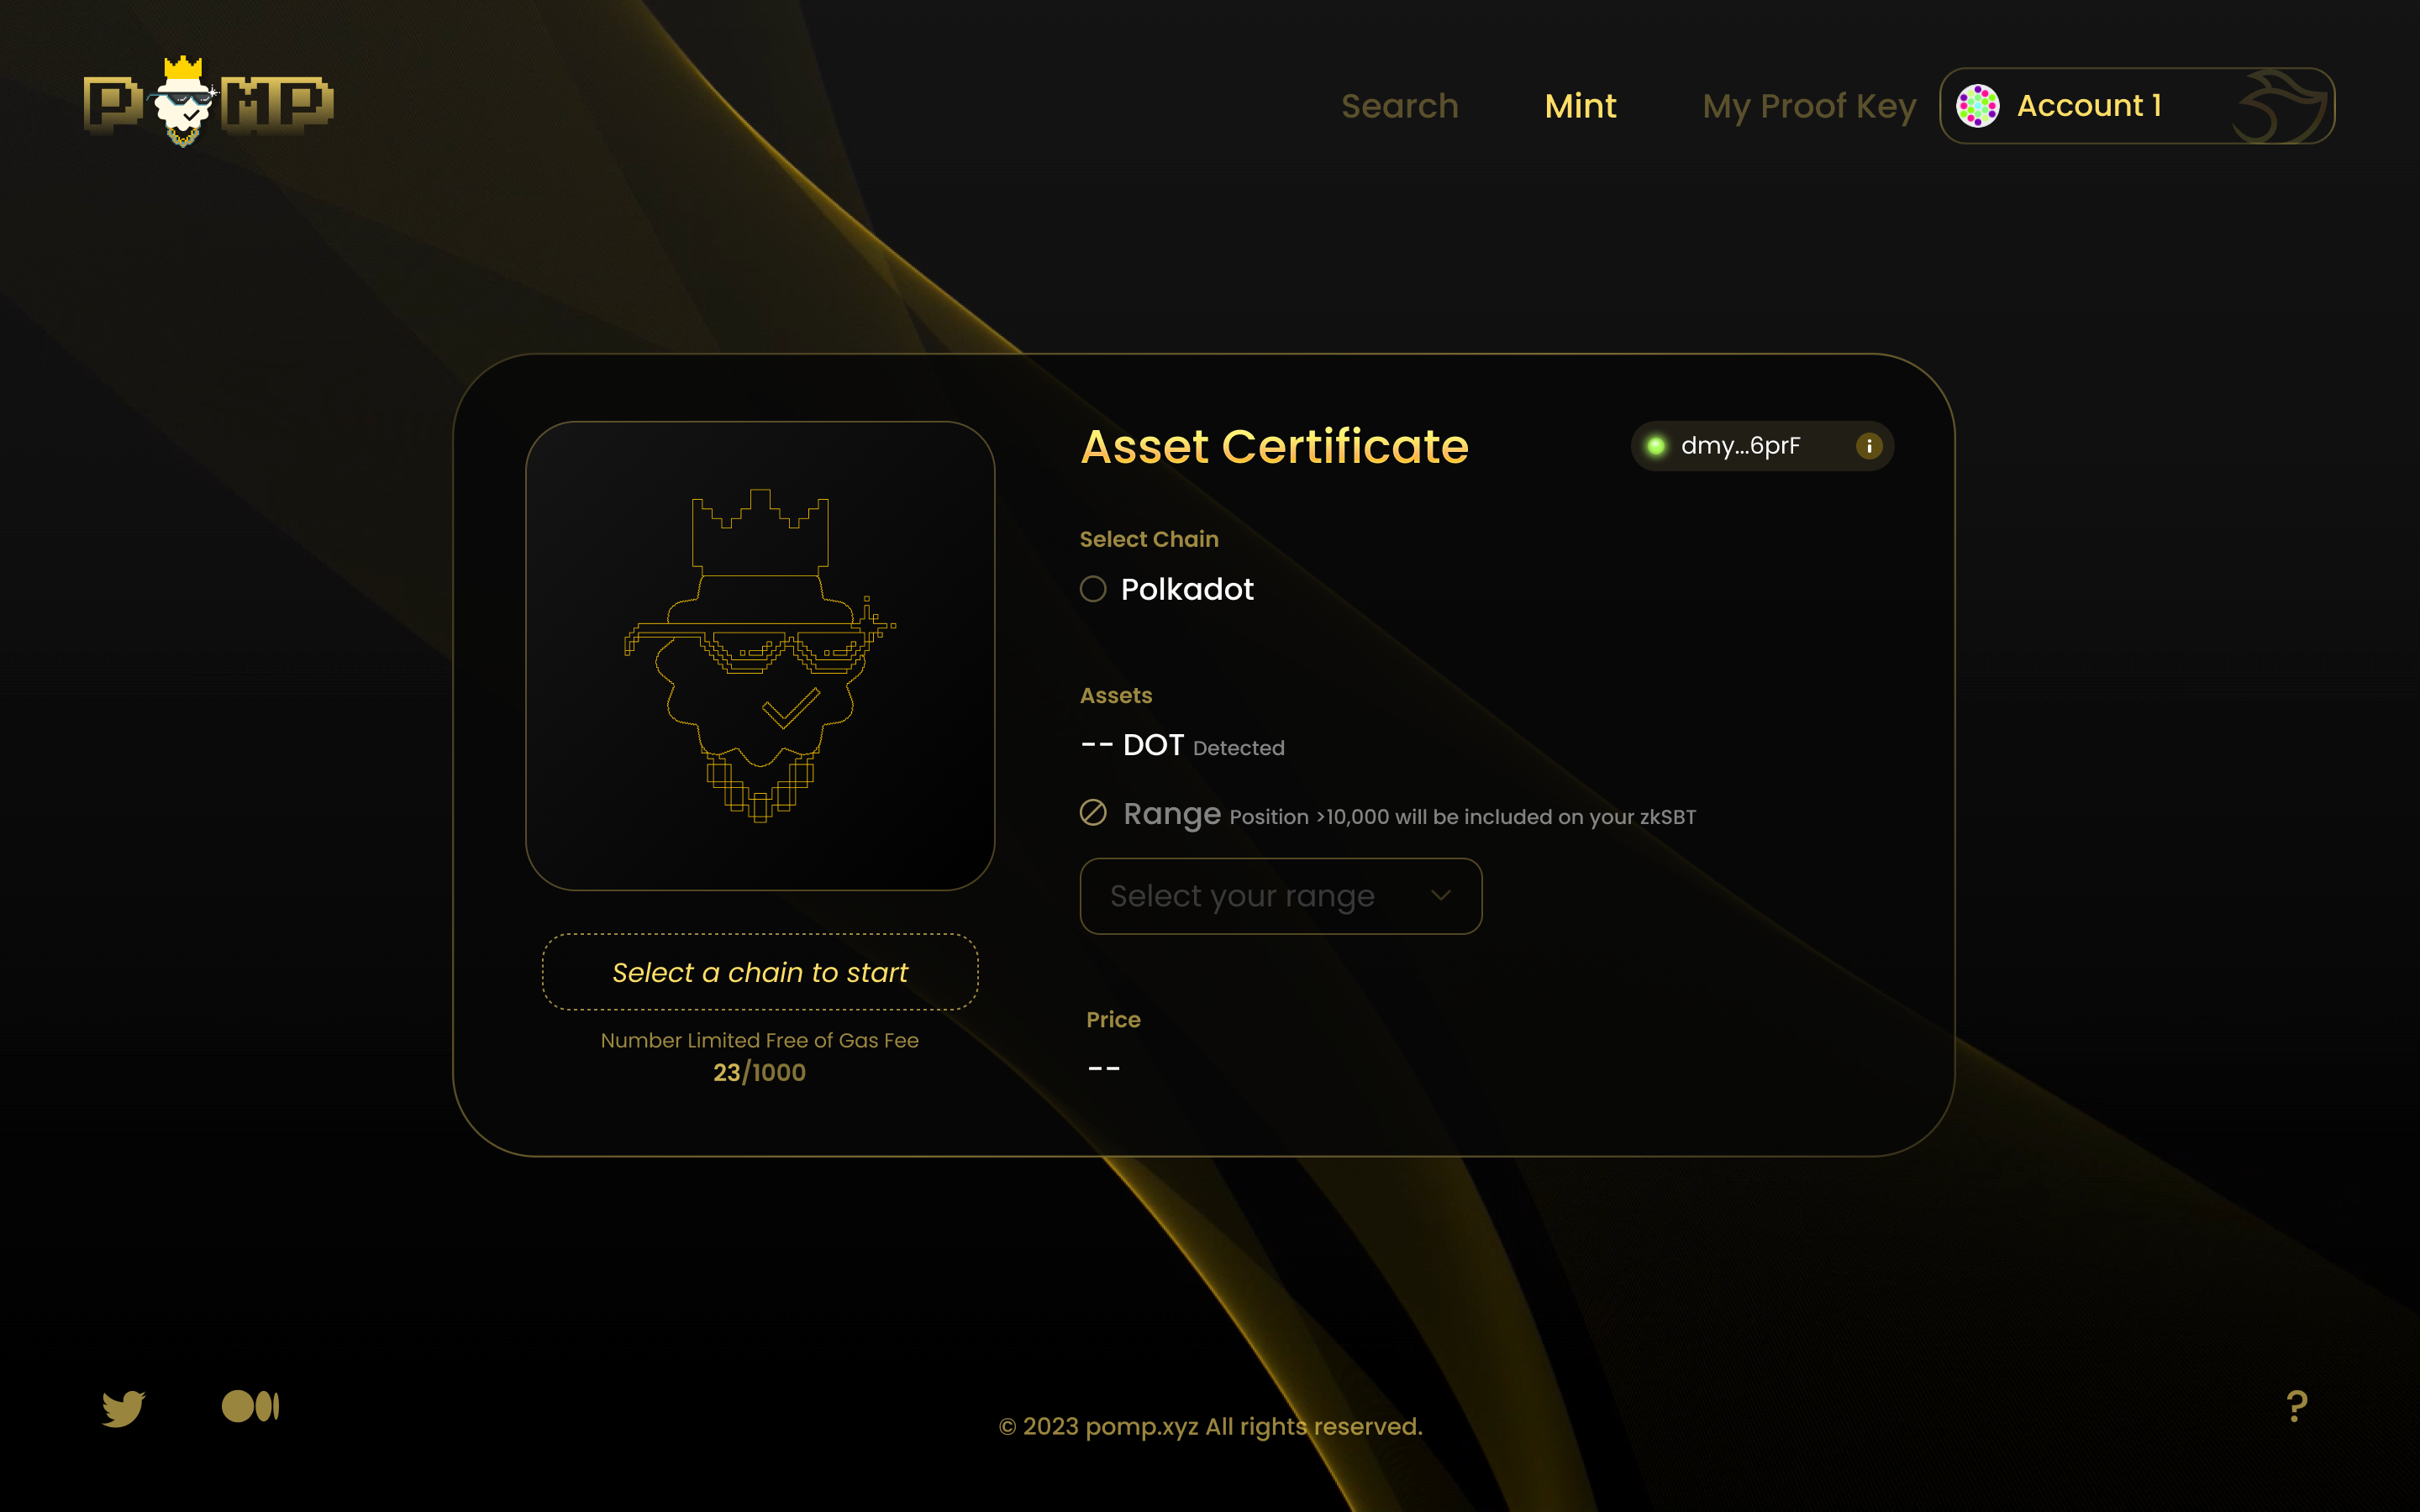 POMP
Search Mint My Proof Key Account 1
Asset Certificate
dmy...6prF
Select Chain
Polkadot
Assets
-- DOT Detected
Range Position >10,000 will be included on your zkSBT
Select your range
Select a chain to start
Number Limited Free of Gas Fee
23/1000
Price
--
© 2023 pomp.xyz All rights reserved.
?